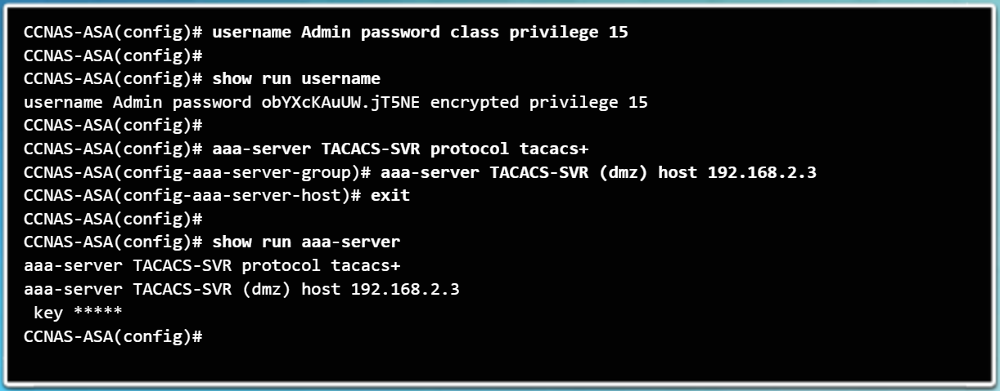 CCNAS-ASA(config)# username Admin password class privilege 15
CCNAS-ASA(config)#
CCNAS-ASA(config)# show run username
username Admin password obYXcKAuUW.jT5NE encrypted privilege 15
CCNAS-ASA(config)#
CCNAS-ASA(config)# aaa-server TACACS-SVR protocol tacacs+
CCNAS-ASA(config-aaa-server-group)# aaa-server TACACS-SVR (dmz) host 192.168.2.3
CCNAS-ASA(config-aaa-server-host)# exit
CCNAS-ASA(config)#
CCNAS-ASA(config)# show run aaa-server
aaa-server TACACS-SVR protocol tacacs+
aaa-server TACACS-SVR (dmz) host 192.168.2.3
 key *****
CCNAS-ASA(config)#